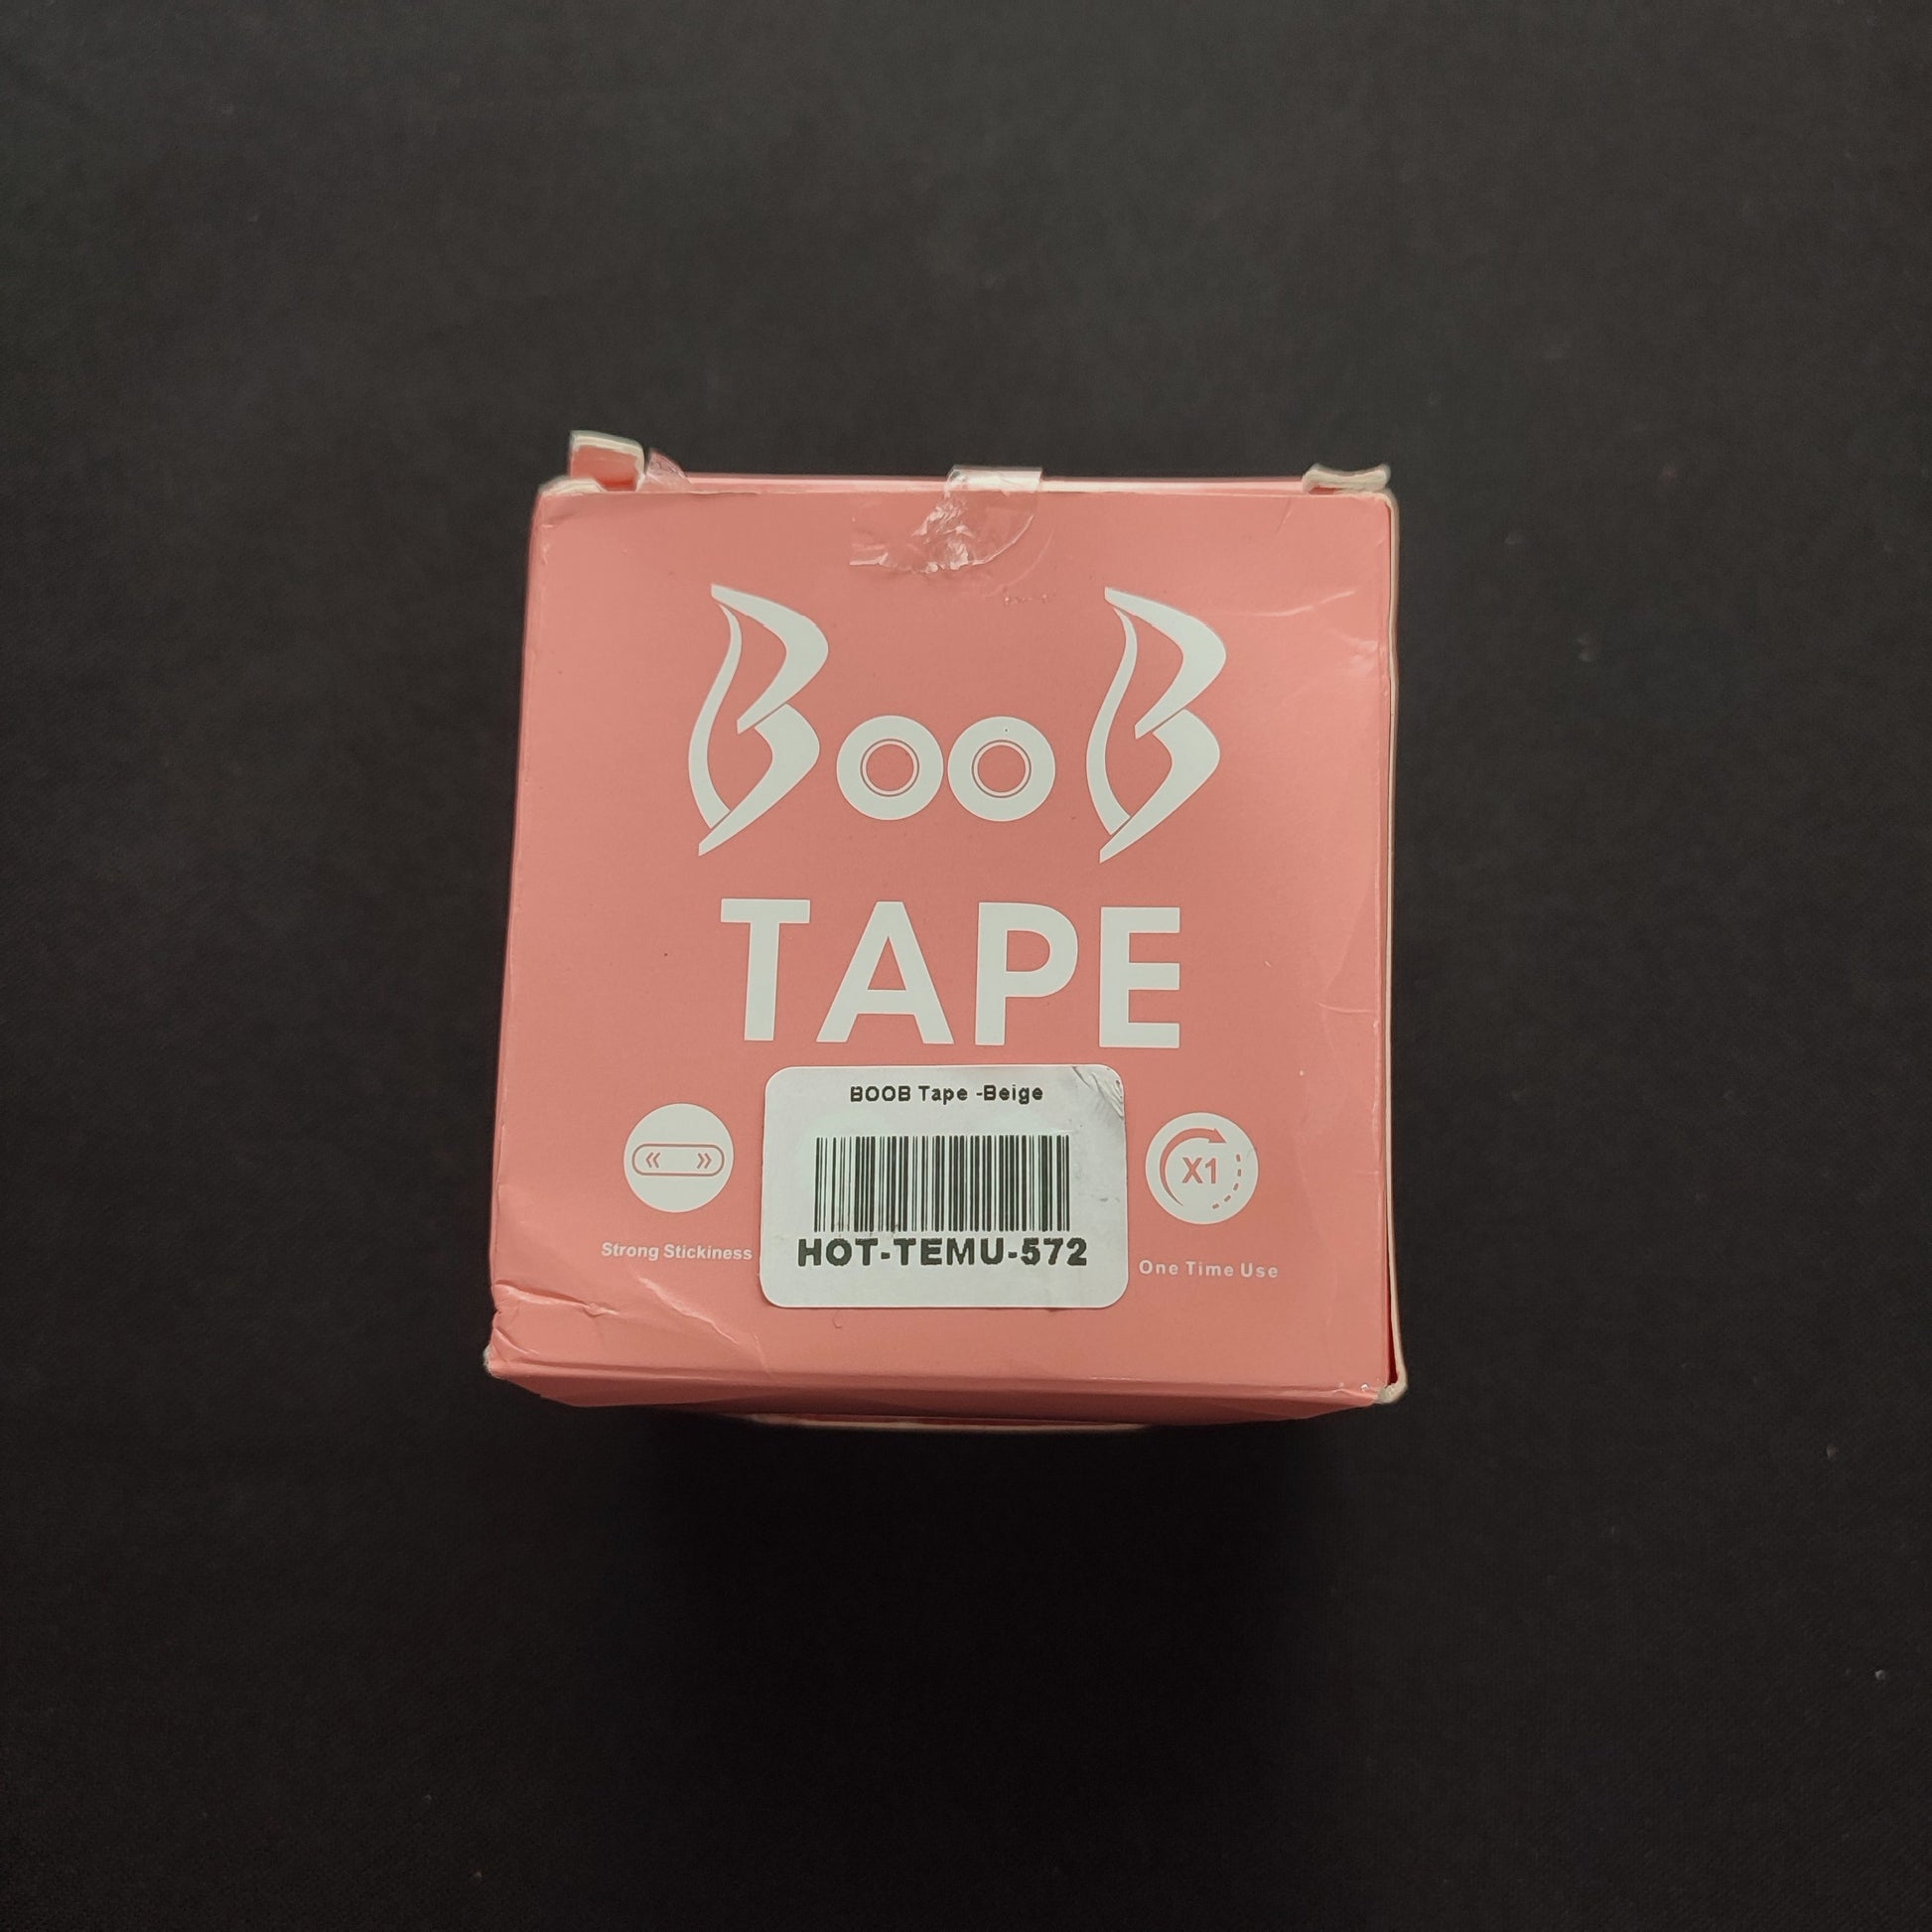 BooB
TAPE
BOOB Tape -Beige
HOT-TEMU-572
Strong Stickiness
X1
One Time Use